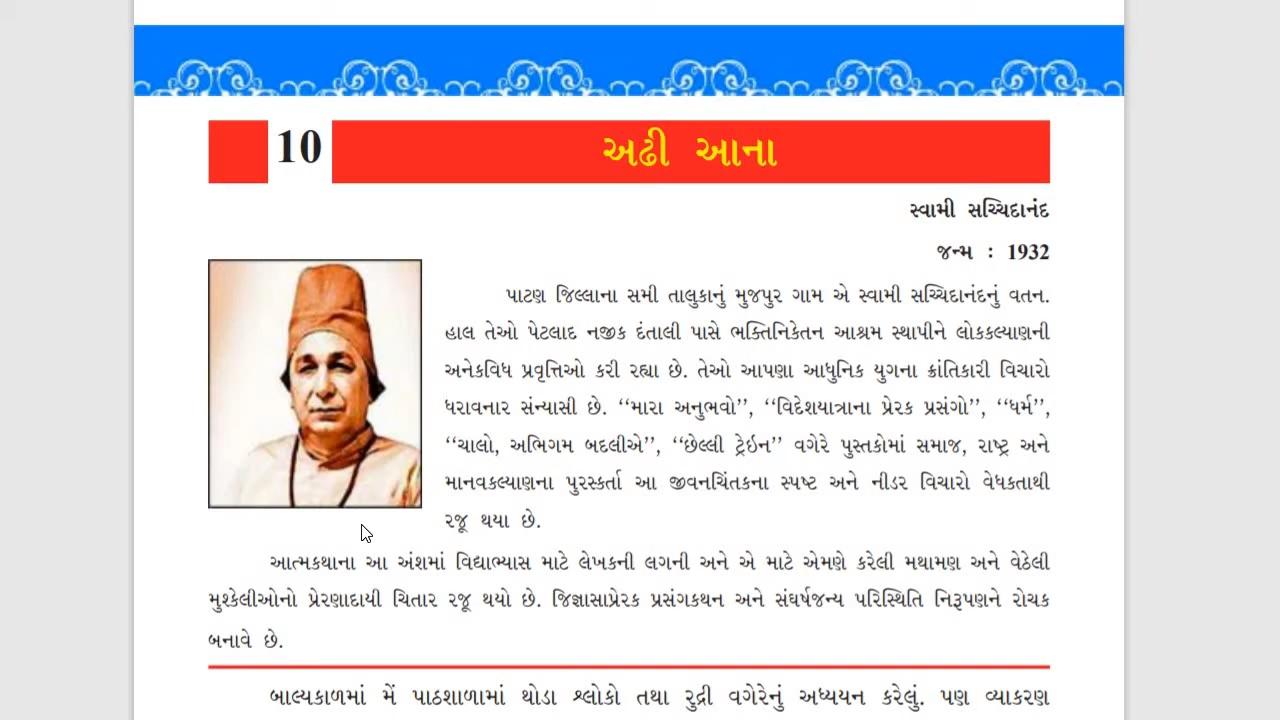 10
અઢી આના
સ્વામી સચ્ચિદાનંદ
જન્મ : 1932
પાટણ જિલ્લાના સમી તાલુકાનું મુજપુર ગામ એ સ્વામી સચ્ચિદાનંદનું વતન.
હાલ તેઓ પેટલાદ નજીક દંતાલી પાસે ભક્તિનિકેતન આશ્રમ સ્થાપીને લોકકલ્યાણની
અનેકવિધ પ્રવૃત્તિઓ કરી રહ્યા છે. તેઓ આપણા આધુનિક યુગના ક્રાંતિકારી વિચારો
ધરાવનાર સંન્યાસી છે. ‘‘મારા અનુભવો’’, ‘‘વિદેશયાત્રાના પ્રેરક પ્રસંગો’’, ‘‘ધર્મ’’,
‘‘ચાલો, અભિગમ બદલીએ’’, ‘‘છેલ્લી ટ્રેઇન’’ વગેરે પુસ્તકોમાં સમાજ, રાષ્ટ્ર અને
માનવકલ્યાણના પુરસ્કર્તા આ જીવનચિંતકના સ્પષ્ટ અને નીડર વિચારો વેધકતાથી
રજૂ થયા છે.
આત્મકથાના આ અંશમાં વિદ્યાભ્યાસ માટે લેખકની લગની અને એ માટે એમણે કરેલી મથામણ અને વેઠેલી
મુશ્કેલીઓનો પ્રેરણાદાયી ચિતાર રજૂ થયો છે. જિજ્ઞાસાપ્રેરક પ્રસંગકથન અને સંઘર્ષજન્ય પરિસ્થિતિ નિરૂપણને રોચક
બનાવે છે.
બાલ્યકાળમાં મેં પાઠશાળામાં થોડા શ્લોકો તથા રુદ્રી વગેરેનું અધ્યયન કરેલું. પણ વ્યાકરણ